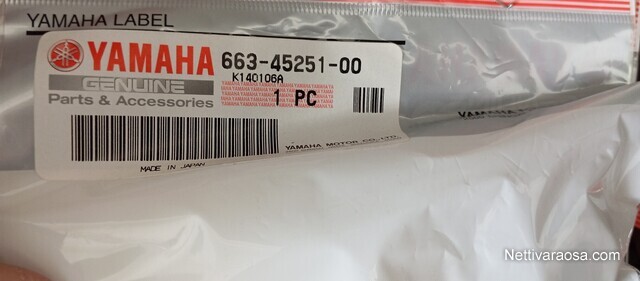 YAMAHA LABEL
YAMAHA 663-45251-00
GENUINE K140106A
Parts & Accessories 1 PC
MADE IN JAPAN
YAMAHA MOTOR CO., LTD.
Nettivaraosa.com